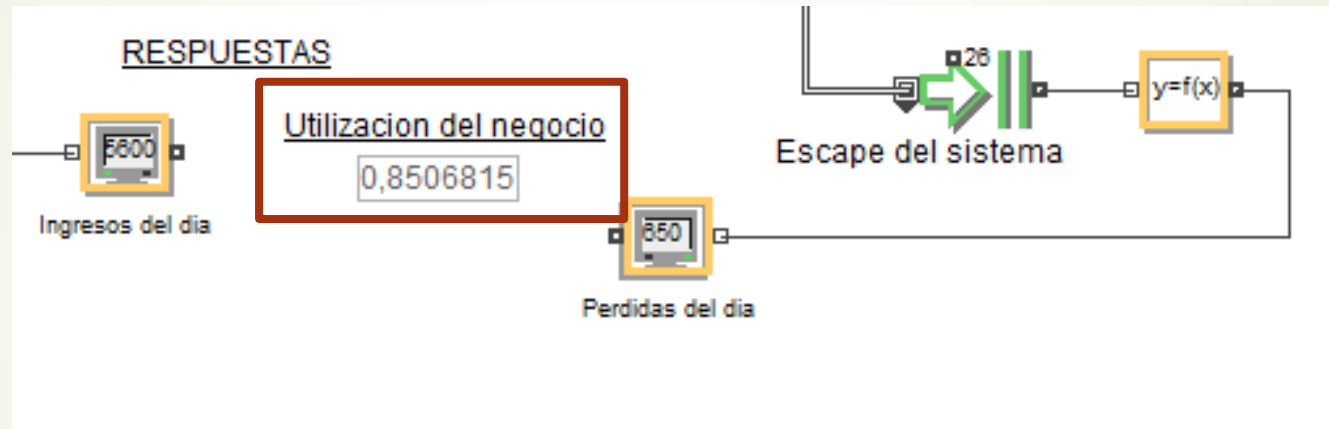 RESPUESTAS
26
y=f(x)
Utilizacion del negocio
5600
0,8506815
Escape del sistema
Ingresos del dia
650
Perdidas del dia